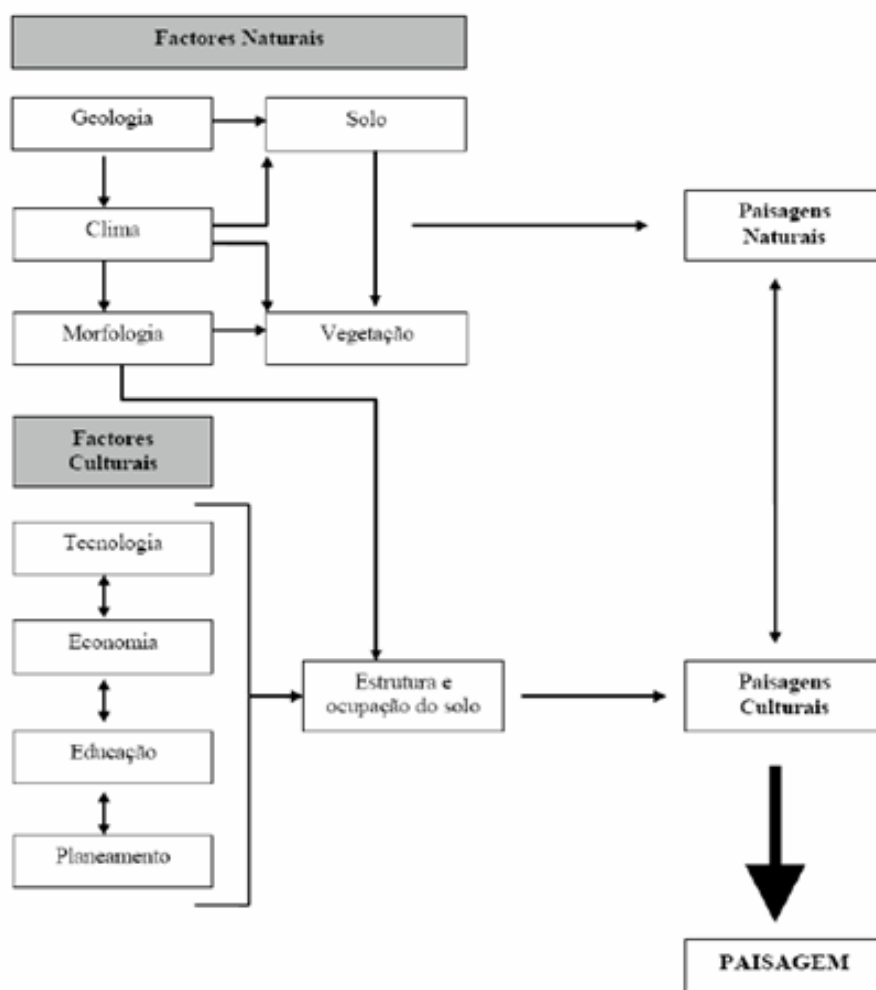 Factores Naturais
Geologia
Solo
Clima
Paisagens
Naturais
Morfologia
Vegetação
Factores
Culturais
Tecnologia
Economia
Estrutura e
ocupação do solo
Paisagens
Culturais
Educação
Planeamento
PAISAGEM